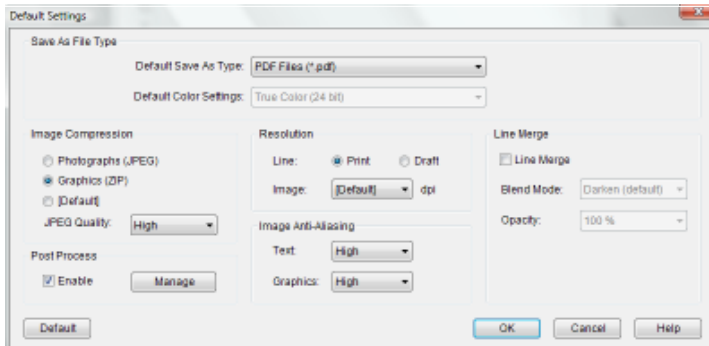 Default Settings
Save As File Type
Default Save As Type: PDF Files (*.pdf)
Default Color Settings: True Color (24 bit)
Image Compression
Photographs (JPEG)
Graphics (ZIP)
[Default]
JPEG Quality: High
Post Process
Enable Manage
Resolution
Line: Print Draft
Image: [Default] dpi
Image Anti-Aliasing
Text: High
Graphics: High
Line Merge
Line Merge
Blend Mode: Darken (default)
Opacity: 100 %
Default OK Cancel Help